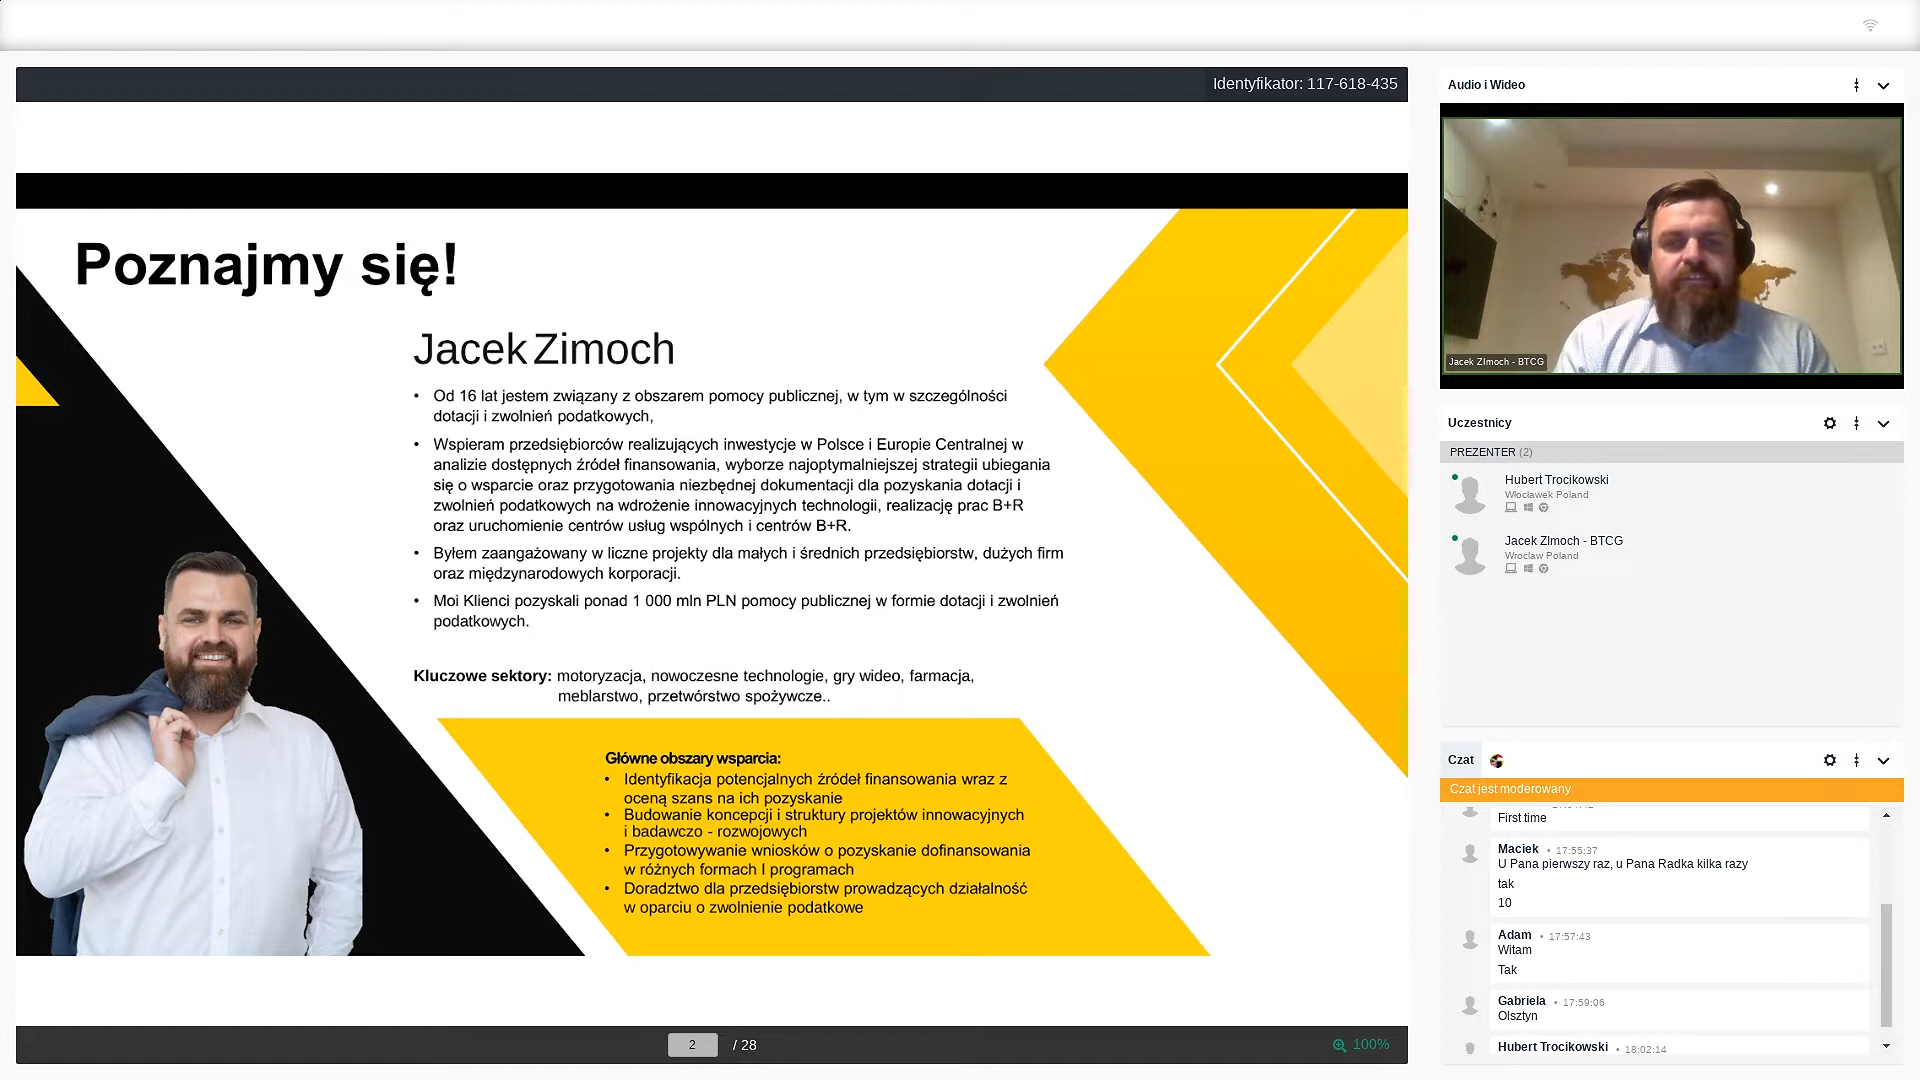 Identyfikator: 117-618-435
Poznajmy się!
Jacek Zimoch
• Od 16 lat jestem związany z obszarem pomocy publicznej, w tym w szczególności
dotacji i zwolnień podatkowych,
• Wspieram przedsiębiorców realizujących inwestycje w Polsce i Europie Centralnej w
analizie dostępnych źródeł finansowania, wyborze najoptymalniejszej strategii ubiegania
się o wsparcie oraz przygotowania niezbędnej dokumentacji dla pozyskania dotacji i
zwolnień podatkowych na wdrożenie innowacyjnych technologii, realizację prac B+R
oraz uruchomienie centrów usług wspólnych i centrów B+R.
• Byłem zaangażowany w liczne projekty dla małych i średnich przedsiębiorstw, dużych firm
oraz międzynarodowych korporacji.
• Moi Klienci pozyskali ponad 1 000 mln PLN pomocy publicznej w formie dotacji i zwolnień
podatkowych.
Kluczowe sektory: motoryzacja, nowoczesne technologie, gry wideo, farmacja,
meblarstwo, przetwórstwo spożywcze..
Główne obszary wsparcia:
• Identyfikacja potencjalnych źródeł finansowania wraz z
oceną szans na ich pozyskanie
• Budowanie koncepcji i struktury projektów innowacyjnych
i badawczo - rozwojowych
• Przygotowywanie wniosków o pozyskanie dofinansowania
w różnych formach I programach
• Doradztwo dla przedsiębiorstw prowadzących działalność
w oparciu o zwolnienie podatkowe
2 / 28
100%
Audio i Wideo
Jacek ZImoch - BTCG
Uczestnicy
PREZENTER (2)
Hubert Trocikowski
Włocławek Poland
Jacek ZImoch - BTCG
Wroclaw Poland
Czat
Czat jest moderowany
First time
Maciek • 17:55:37
U Pana pierwszy raz, u Pana Radka kilka razy
tak
10
Adam • 17:57:43
Witam
Tak
Gabriela • 17:59:06
Olsztyn
Hubert Trocikowski • 18:02:14